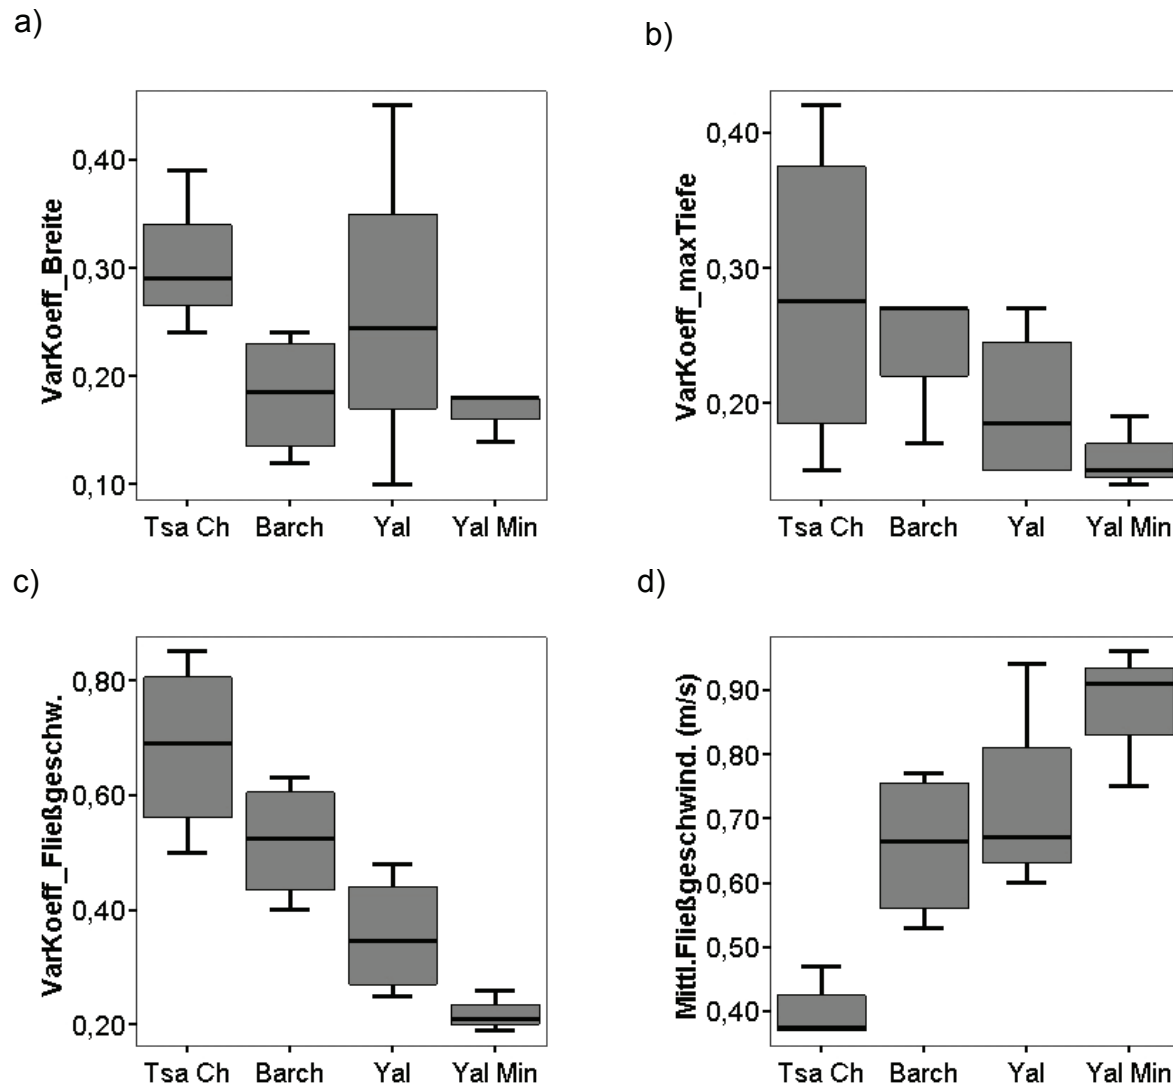 a)
VarKoeff_Breite
0,40
0,30
0,20
0,10
Tsa Ch Barch Yal Yal Min
b)
VarKoeff_maxTiefe
0,40
0,30
0,20
Tsa Ch Barch Yal Yal Min
c)
VarKoeff_Fließgeschw.
0,80
0,60
0,40
0,20
Tsa Ch Barch Yal Yal Min
d)
Mittl.Fließgeschwind. (m/s)
0,90
0,80
0,70
0,60
0,50
0,40
Tsa Ch Barch Yal Yal Min